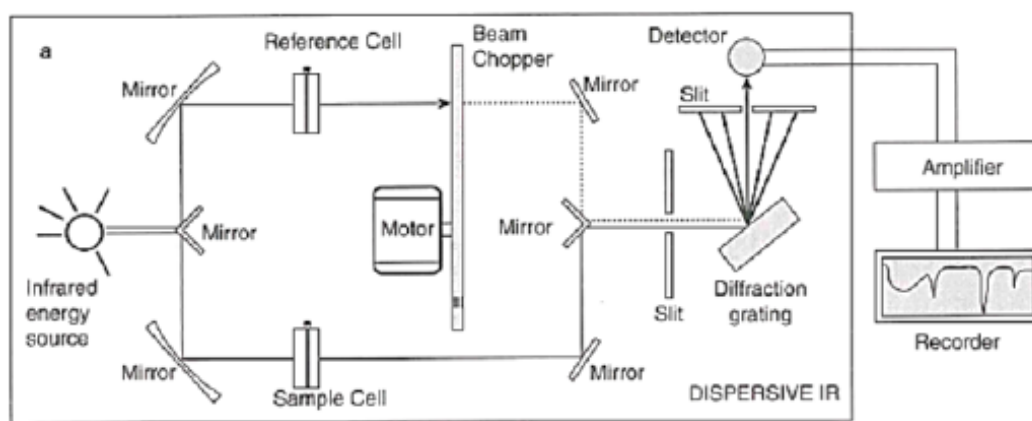 a
Reference Cell
Beam
Chopper
Detector
Mirror
Mirror
Slit
Amplifier
Motor
Mirror
Mirror
Infrared
energy
source
Slit
Diffraction
grating
Recorder
Mirror
Sample Cell
Mirror
DISPERSIVE IR